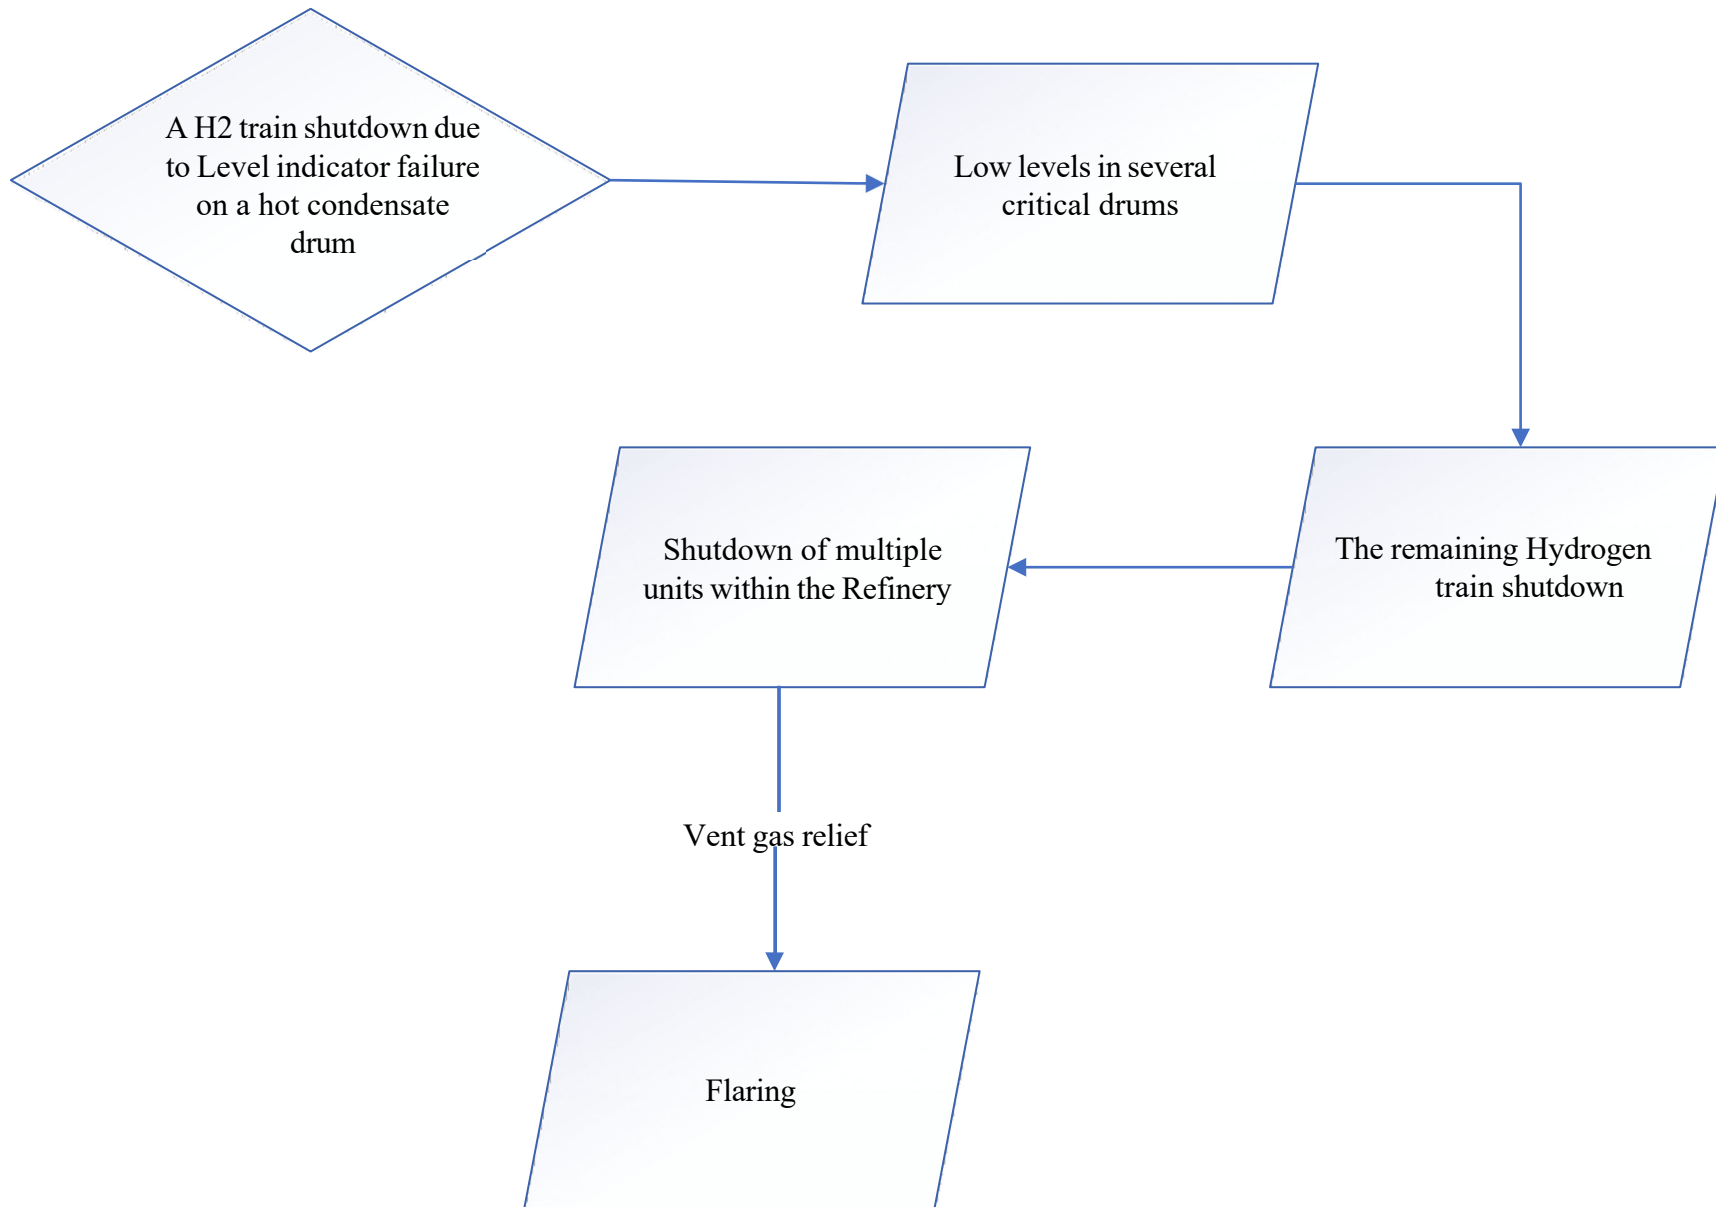 A H2 train shutdown due
to Level indicator failure
on a hot condensate
drum
Low levels in several
critical drums
The remaining Hydrogen
train shutdown
Shutdown of multiple
units within the Refinery
Vent gas relief
Flaring